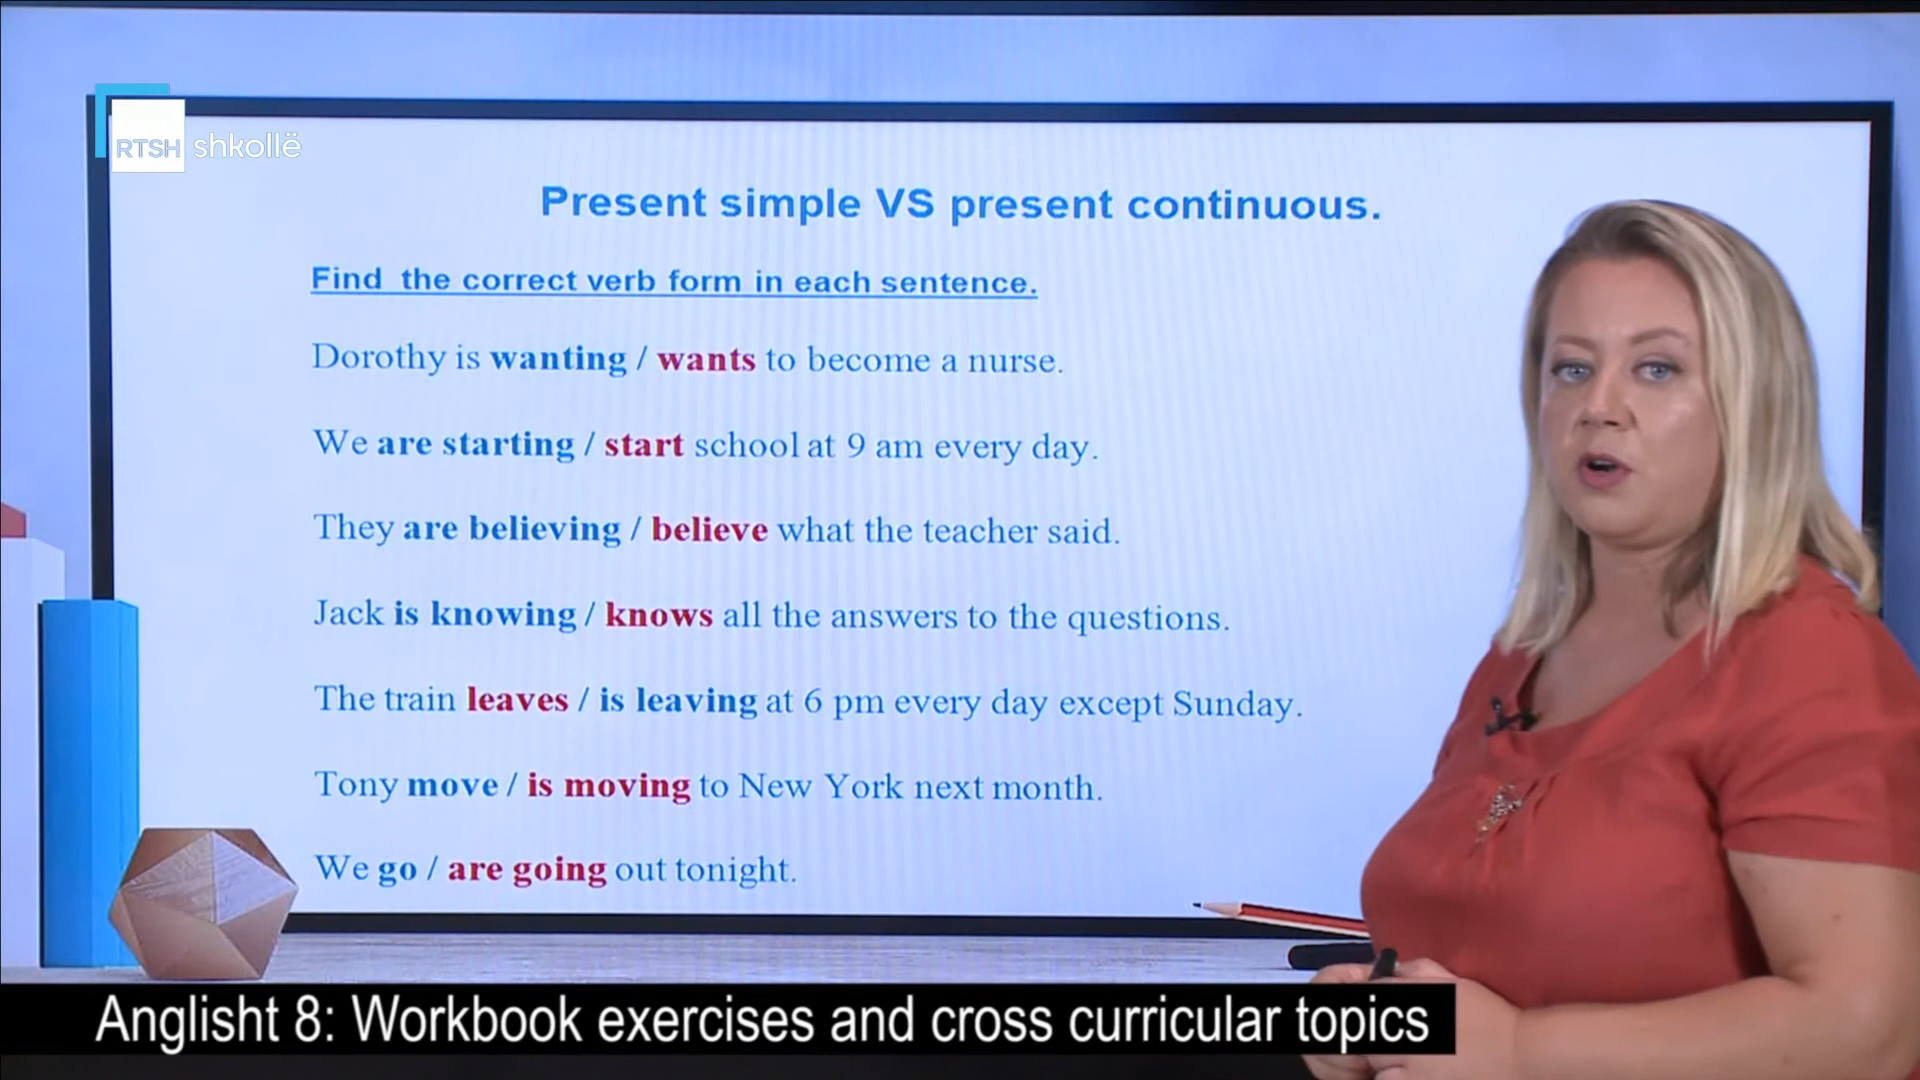 RTSH shkollë
Present simple VS present continuous.
Find the correct verb form in each sentence.
Dorothy is wanting / wants to become a nurse.
We are starting / start school at 9 am every day.
They are believing / believe what the teacher said.
Jack is knowing / knows all the answers to the questions.
The train leaves / is leaving at 6 pm every day except Sunday.
Tony move / is moving to New York next month.
We go / are going out tonight.
Anglisht 8: Workbook exercises and cross curricular topics